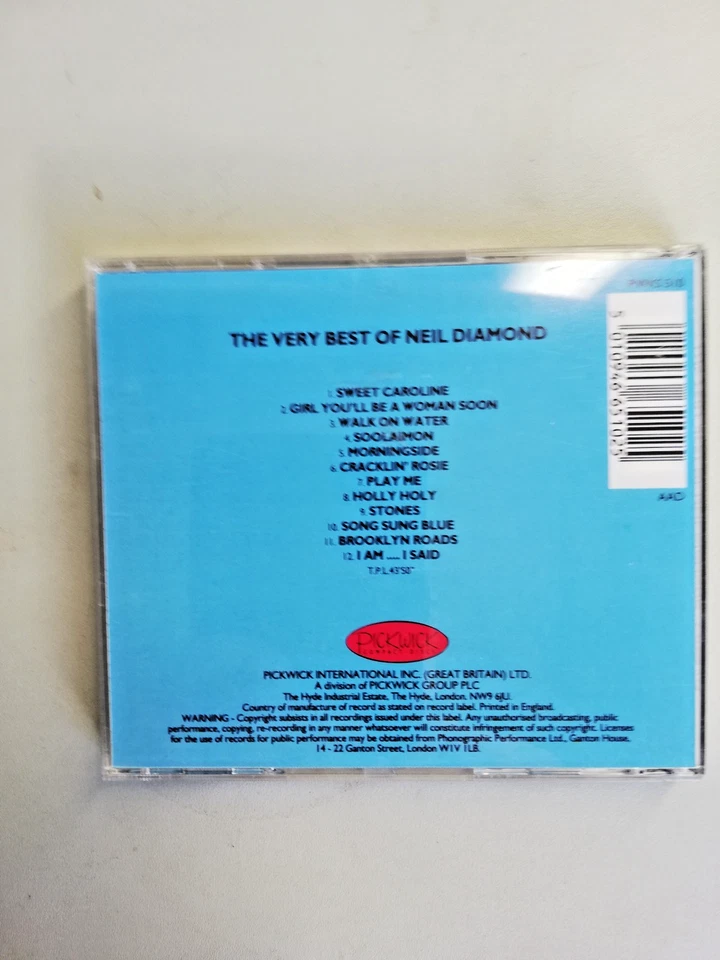 THE VERY BEST OF NEIL DIAMOND
1. SWEET CAROLINE
2. GIRL YOU'LL BE A WOMAN SOON
3. WALK ON WATER
4. SOOLAIMON
5. MORNINGSIDE
6. CRACKLIN' ROSIE
7. PLAY ME
8. HOLLY HOLY
9. STONES
10. SONG SUNG BLUE
11. BROOKLYN ROADS
12. I AM ..... I SAID
T.P.L. 43'50"
PICKWICK
COMPACT DISCS
PICKWICK INTERNATIONAL INC. (GREAT BRITAIN) LTD.
A division of PICKWICK GROUP PLC
The Hyde Industrial Estate, The Hyde, London, NW9 6JU.
Country of manufacture of record as stated on record label. Printed in England.
WARNING - Copyright subsists in all recordings issued under this label. Any unauthorised broadcasting, public
performance, copying, re-recording in any manner whatsoever will constitute infringement of such copyright. Licenses
for the use of records for public performance may be obtained from Phonographic Performance Ltd., Ganton House,
14 - 22 Ganton Street, London W1V 1LB.
5 010946 651025
AAD